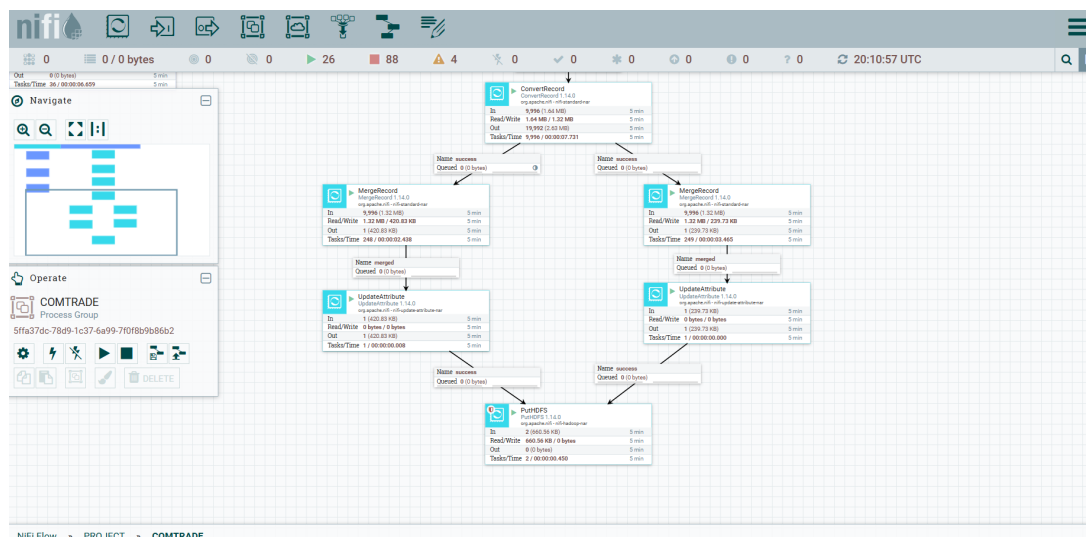 nifi
0 0 / 0 bytes 0 0 26 88 4 0 0 0 0 0 0 20:10:57 UTC
Out 0 (0 bytes) 5 min
Tasks/Time 36 / 00:00:06.659 5 min
Navigate
Operate
COMTRADE
Process Group
5ffa37dc-78d9-1c37-6a99-7f0f8b9b86b2
DELETE
ConvertRecord
ConvertRecord 1.14.0
org.apache.nifi - nifi-standard-nar
In 9,996 (1.64 MB) 5 min
Read/Write 1.64 MB / 1.32 MB 5 min
Out 19,992 (2.63 MB) 5 min
Tasks/Time 9,996 / 00:00:07.731 5 min
Name success
Queued 0 (0 bytes)
Name success
Queued 0 (0 bytes)
MergeRecord
MergeRecord 1.14.0
org.apache.nifi - nifi-standard-nar
In 9,996 (1.32 MB) 5 min
Read/Write 1.32 MB / 420.83 KB 5 min
Out 1 (420.83 KB) 5 min
Tasks/Time 248 / 00:00:02.438 5 min
MergeRecord
MergeRecord 1.14.0
org.apache.nifi - nifi-standard-nar
In 9,996 (1.32 MB) 5 min
Read/Write 1.32 MB / 239.73 KB 5 min
Out 1 (239.73 KB) 5 min
Tasks/Time 249 / 00:00:03.465 5 min
Name merged
Queued 0 (0 bytes)
Name merged
Queued 0 (0 bytes)
UpdateAttribute
UpdateAttribute 1.14.0
org.apache.nifi - nifi-update-attribute-nar
In 1 (420.83 KB) 5 min
Read/Write 0 bytes / 0 bytes 5 min
Out 1 (420.83 KB) 5 min
Tasks/Time 1 / 00:00:00.008 5 min
UpdateAttribute
UpdateAttribute 1.14.0
org.apache.nifi - nifi-update-attribute-nar
In 1 (239.73 KB) 5 min
Read/Write 0 bytes / 0 bytes 5 min
Out 1 (239.73 KB) 5 min
Tasks/Time 1 / 00:00:00.000 5 min
Name success
Queued 0 (0 bytes)
Name success
Queued 0 (0 bytes)
PutHDFS
PutHDFS 1.14.0
org.apache.nifi - nifi-hadoop-nar
In 2 (660.56 KB) 5 min
Read/Write 660.56 KB / 0 bytes 5 min
Out 0 (0 bytes) 5 min
Tasks/Time 2 / 00:00:00.450 5 min
NiFi Flow » PROJECT » COMTRADE